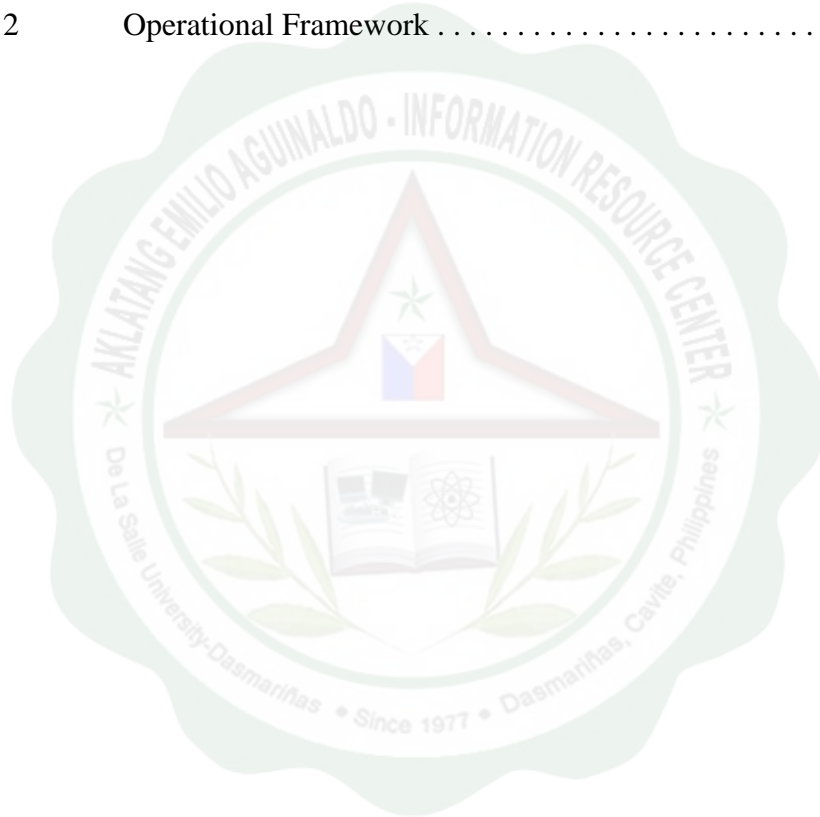 2 Operational Framework . . . . . . . . . . . . . . . . . . . . . . . .
AKLATANG EMILIO AGUINALDO - INFORMATION RESOURCE CENTER
De La Salle University-Dasmariñas • Since 1977 • Dasmariñas, Cavite, Philippines